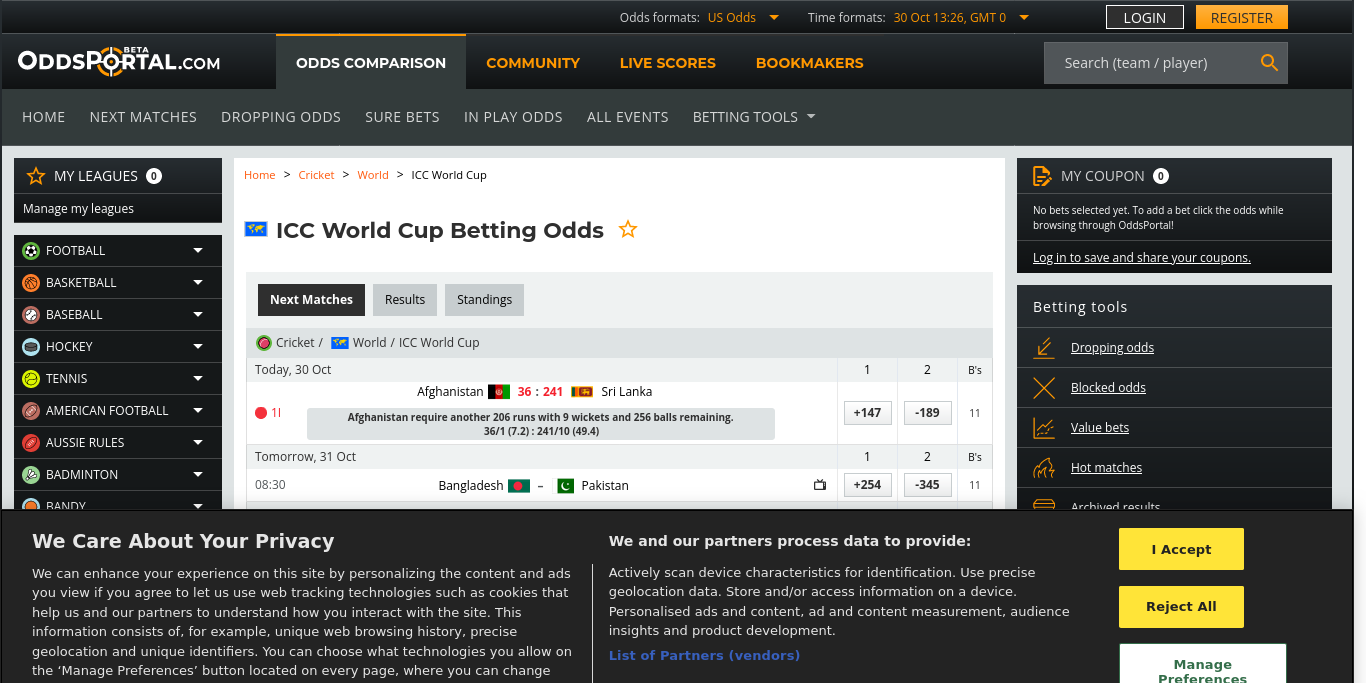 Odds formats: US Odds Time formats: 30 Oct 13:26, GMT 0 LOGIN REGISTER
ODDSPORTAL.COM BETA
ODDS COMPARISON COMMUNITY LIVE SCORES BOOKMAKERS Search (team / player)
HOME NEXT MATCHES DROPPING ODDS SURE BETS IN PLAY ODDS ALL EVENTS BETTING TOOLS
MY LEAGUES 0
Manage my leagues
FOOTBALL
BASKETBALL
BASEBALL
HOCKEY
TENNIS
AMERICAN FOOTBALL
AUSSIE RULES
BADMINTON
BANDY
Home > Cricket > World > ICC World Cup
ICC World Cup Betting Odds
Next Matches Results Standings
Cricket / World / ICC World Cup
Today, 30 Oct 1 2 B's
Afghanistan 36 : 241 Sri Lanka
1I +147 -189 11
Afghanistan require another 206 runs with 9 wickets and 256 balls remaining.
36/1 (7.2) : 241/10 (49.4)
Tomorrow, 31 Oct 1 2 B's
08:30 Bangladesh – Pakistan +254 -345 11
MY COUPON 0
No bets selected yet. To add a bet click the odds while
browsing through OddsPortal!
Log in to save and share your coupons.
Betting tools
Dropping odds
Blocked odds
Value bets
Hot matches
Archived results
We Care About Your Privacy
We can enhance your experience on this site by personalizing the content and ads
you view if you agree to let us use web tracking technologies such as cookies that
help us and our partners to understand how you interact with the site. This
information consists of, for example, unique web browsing history, precise
geolocation and unique identifiers. You can choose what technologies you allow on
the ‘Manage Preferences’ button located on every page, where you can change
We and our partners process data to provide:
Actively scan device characteristics for identification. Use precise
geolocation data. Store and/or access information on a device.
Personalised ads and content, ad and content measurement, audience
insights and product development.
List of Partners (vendors)
I Accept
Reject All
Manage
Preferences